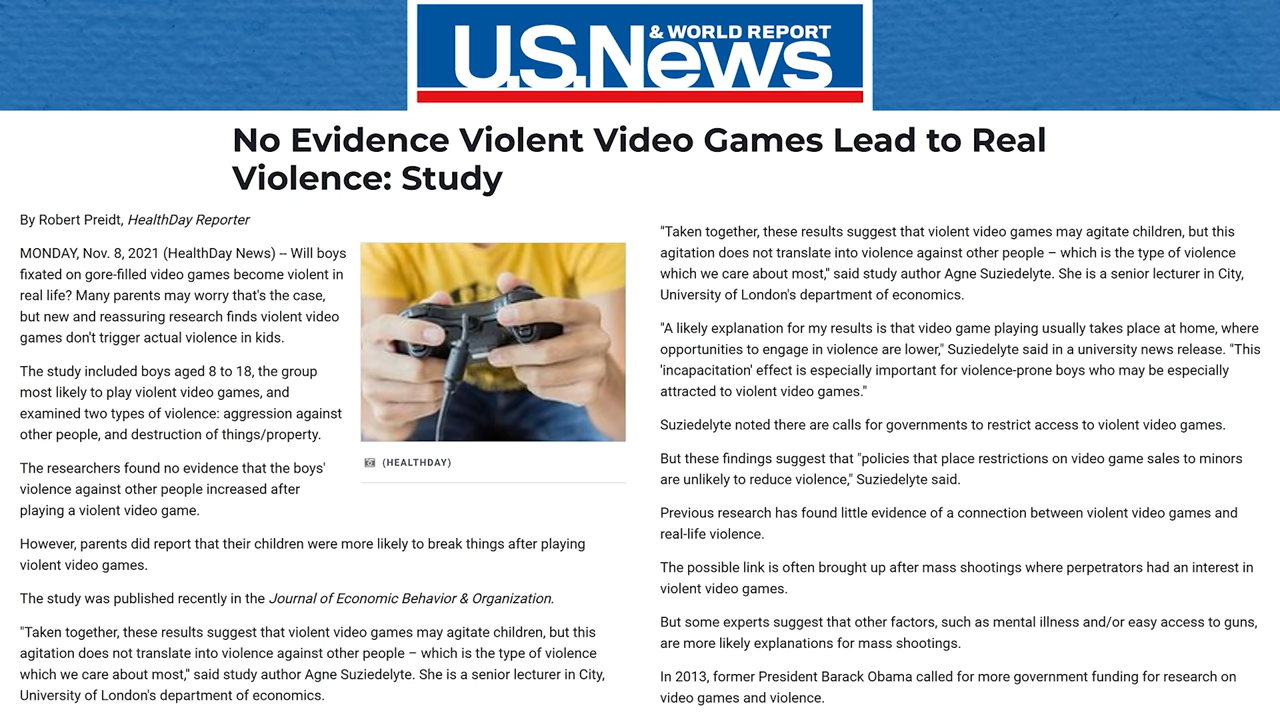 U.S.News
& WORLD REPORT
No Evidence Violent Video Games Lead to Real
Violence: Study
By Robert Preidt, HealthDay Reporter
MONDAY, Nov. 8, 2021 (HealthDay News) -- Will boys
fixated on gore-filled video games become violent in
real life? Many parents may worry that's the case,
but new and reassuring research finds violent video
games don't trigger actual violence in kids.
The study included boys aged 8 to 18, the group
most likely to play violent video games, and
examined two types of violence: aggression against
other people, and destruction of things/property.
The researchers found no evidence that the boys'
violence against other people increased after
playing a violent video game.
(HEALTHDAY)
However, parents did report that their children were more likely to break things after playing
violent video games.
The study was published recently in the Journal of Economic Behavior & Organization.
"Taken together, these results suggest that violent video games may agitate children, but this
agitation does not translate into violence against other people – which is the type of violence
which we care about most," said study author Agne Suziedelyte. She is a senior lecturer in City,
University of London's department of economics.
"Taken together, these results suggest that violent video games may agitate children, but this
agitation does not translate into violence against other people – which is the type of violence
which we care about most," said study author Agne Suziedelyte. She is a senior lecturer in City,
University of London's department of economics.
"A likely explanation for my results is that video game playing usually takes place at home, where
opportunities to engage in violence are lower," Suziedelyte said in a university news release. "This
'incapacitation' effect is especially important for violence-prone boys who may be especially
attracted to violent video games."
Suziedelyte noted there are calls for governments to restrict access to violent video games.
But these findings suggest that "policies that place restrictions on video game sales to minors
are unlikely to reduce violence," Suziedelyte said.
Previous research has found little evidence of a connection between violent video games and
real-life violence.
The possible link is often brought up after mass shootings where perpetrators had an interest in
violent video games.
But some experts suggest that other factors, such as mental illness and/or easy access to guns,
are more likely explanations for mass shootings.
In 2013, former President Barack Obama called for more government funding for research on
video games and violence.